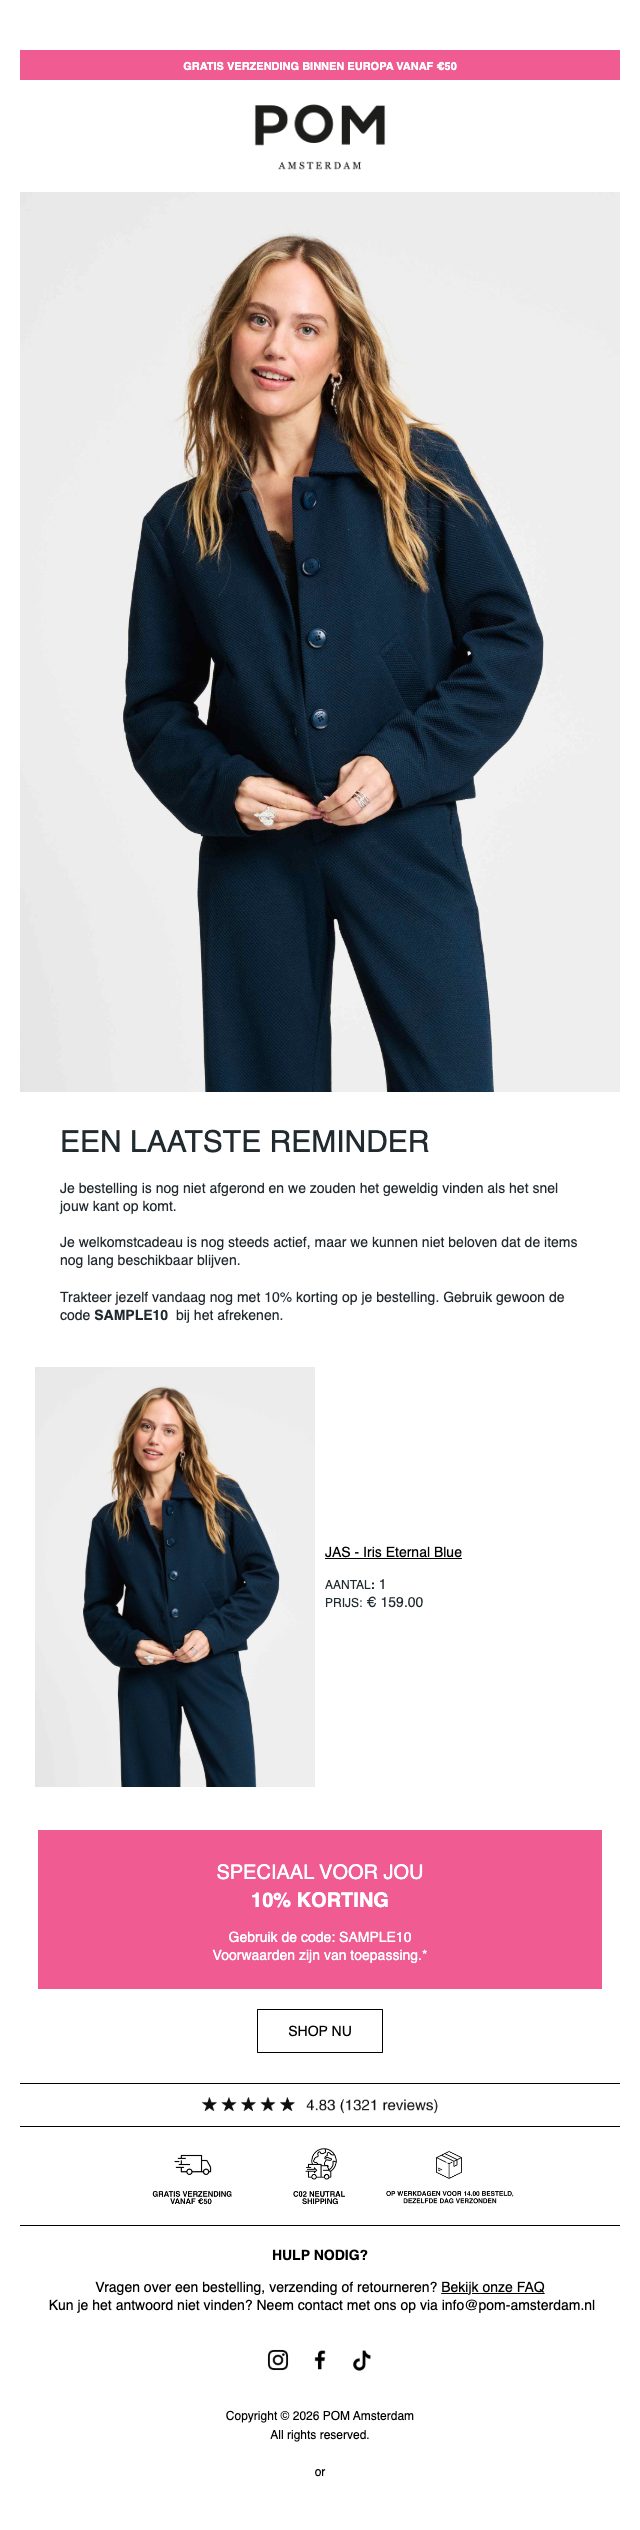 GRATIS VERZENDING BINNEN EUROPA VANAF €50
POM
AMSTERDAM
EEN LAATSTE REMINDER
Je bestelling is nog niet afgerond en we zouden het geweldig vinden als het snel
jouw kant op komt.
Je welkomstcadeau is nog steeds actief, maar we kunnen niet beloven dat de items
nog lang beschikbaar blijven.
Trakteer jezelf vandaag nog met 10% korting op je bestelling. Gebruik gewoon de
code SAMPLE10 bij het afrekenen.
JAS - Iris Eternal Blue
AANTAL: 1
PRIJS: € 159.00
SPECIAAL VOOR JOU
10% KORTING
Gebruik de code: SAMPLE10
Voorwaarden zijn van toepassing.*
SHOP NU
★★★★★ 4.83 (1321 reviews)
GRATIS VERZENDING
VANAF €50
C02 NEUTRAL
SHIPPING
OP WERKDAGEN VOOR 14.00 BESTELD,
DEZELFDE DAG VERZONDEN
HULP NODIG?
Vragen over een bestelling, verzending of retourneren? Bekijk onze FAQ
Kun je het antwoord niet vinden? Neem contact met ons op via info@pom-amsterdam.nl
Copyright © 2026 POM Amsterdam
All rights reserved.
or